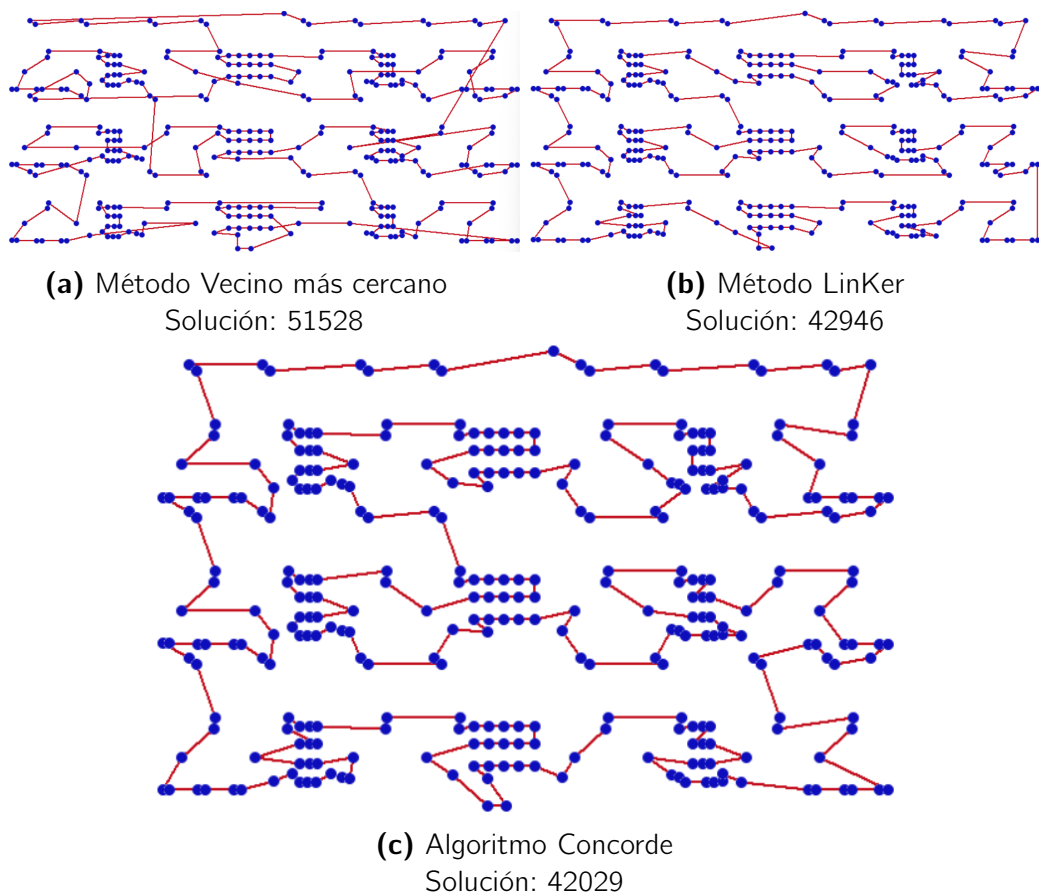 (a) Método Vecino más cercano
Solución: 51528
(b) Método LinKer
Solución: 42946
(c) Algoritmo Concorde
Solución: 42029